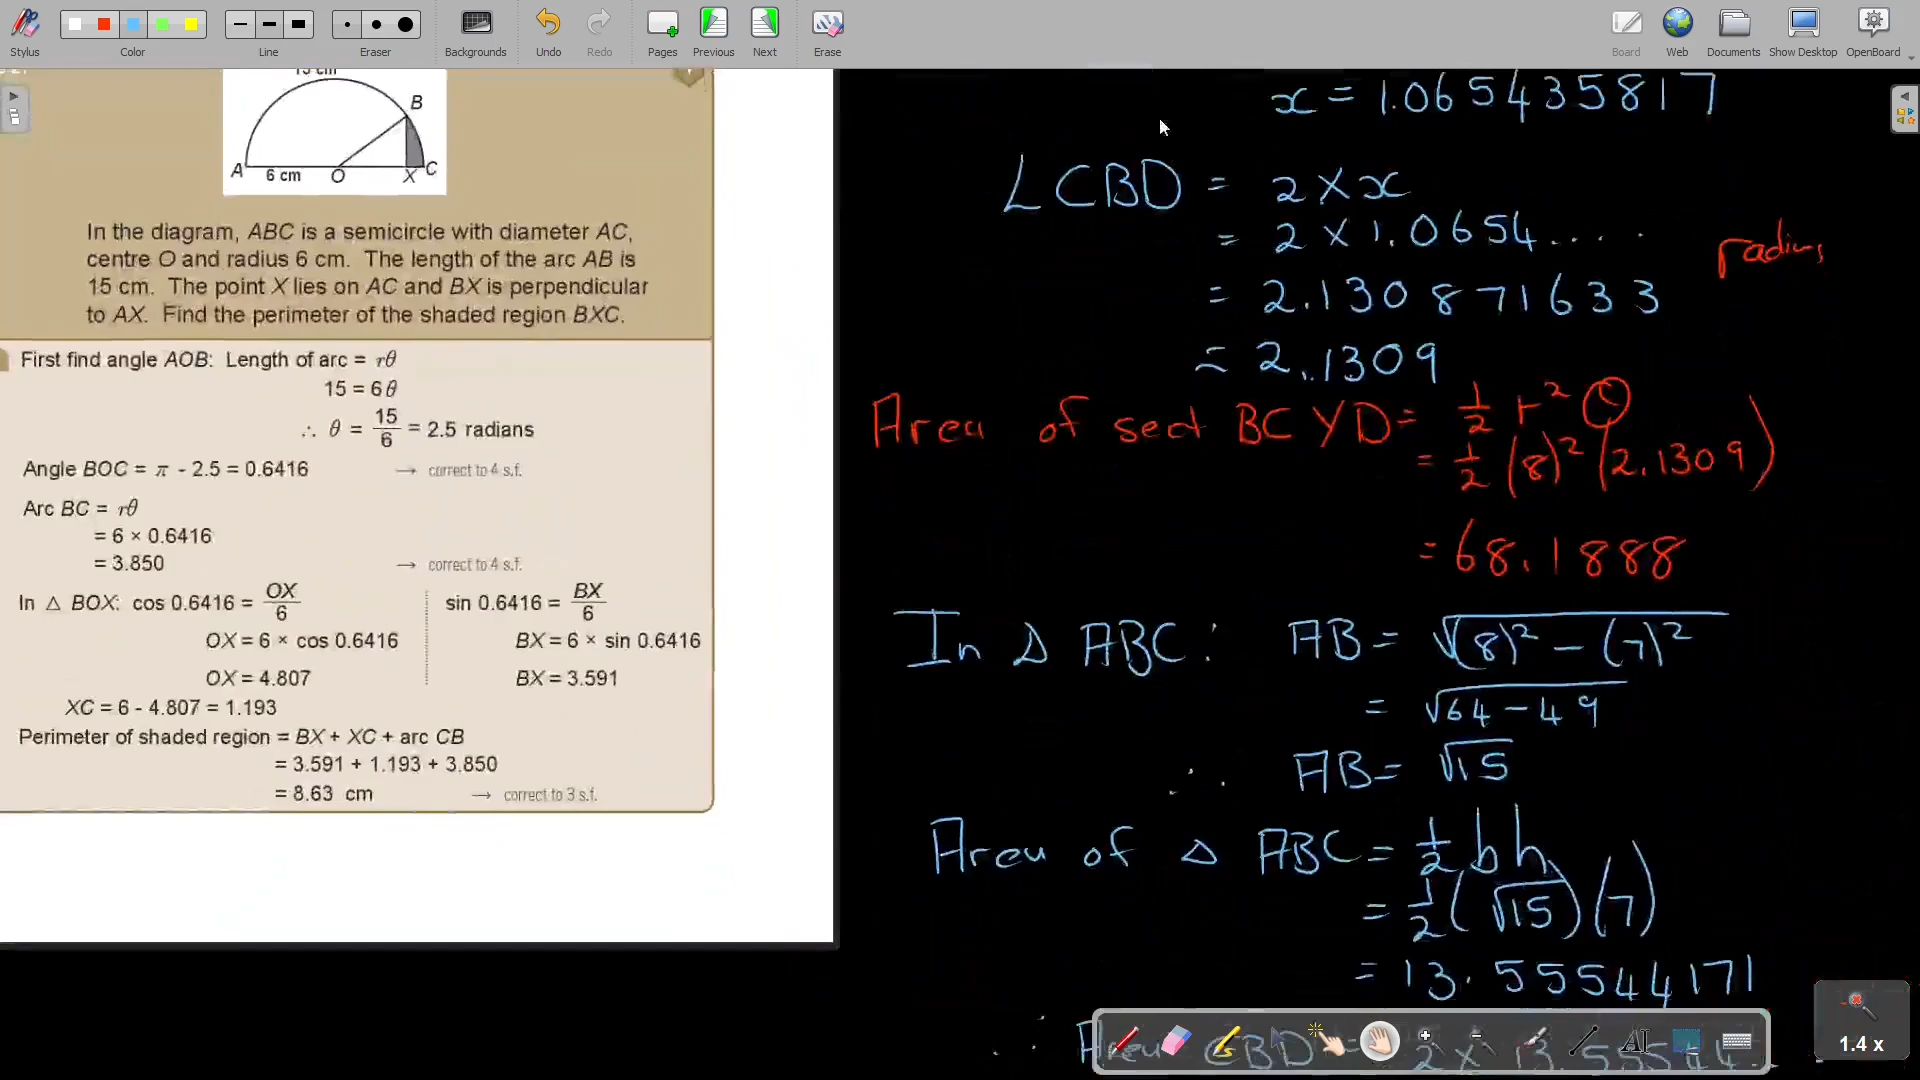 Stylus
Color
Line
Eraser
Backgrounds
Undo
Redo
Pages
Previous
Next
Erase
Board
Web
Documents
Show Desktop
OpenBoard
15 cm
B
A
6 cm
O
X
C
In the diagram, ABC is a semicircle with diameter AC,
centre O and radius 6 cm. The length of the arc AB is
15 cm. The point X lies on AC and BX is perpendicular
to AX. Find the perimeter of the shaded region BXC.
First find angle AOB: Length of arc = rθ
15 = 6θ
∴ θ = 15/6 = 2.5 radians
Angle BOC = π - 2.5 = 0.6416 → correct to 4 s.f.
Arc BC = rθ
= 6 × 0.6416
= 3.850 → correct to 4 s.f.
In △ BOX: cos 0.6416 = OX/6
OX = 6 × cos 0.6416
OX = 4.807
sin 0.6416 = BX/6
BX = 6 × sin 0.6416
BX = 3.591
XC = 6 - 4.807 = 1.193
Perimeter of shaded region = BX + XC + arc CB
= 3.591 + 1.193 + 3.850
= 8.63 cm → correct to 3 s.f.
x = 1.065435817
∠CBD = 2 × x
= 2 × 1.0654.....
= 2.130871633
= 2.1309
radius
Area of sect BCYD = 1/2 r²
= 1/2 (8)² (2.1309)
= 68.1888
In △ ABC: AB = √(8)² - (7)²
= √64 - 49
∴ AB = √15
Area of △ ABC = 1/2 bh
= 1/2 (√15)(7)
= 13.55544171
∴ Area CBD = 2 × 13.55544..
1.4 x